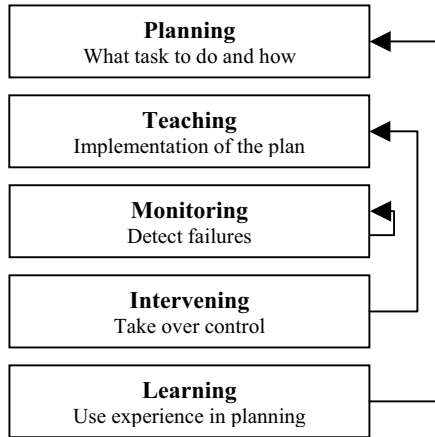 Planning
What task to do and how
Teaching
Implementation of the plan
Monitoring
Detect failures
Intervening
Take over control
Learning
Use experience in planning